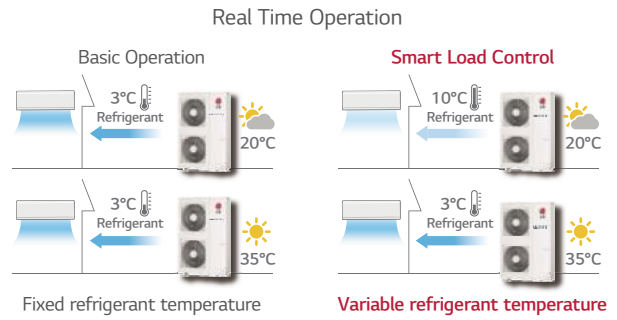 Real Time Operation
Basic Operation
3°C
Refrigerant
20°C
3°C
Refrigerant
35°C
Fixed refrigerant temperature
Smart Load Control
10°C
Refrigerant
20°C
3°C
Refrigerant
35°C
Variable refrigerant temperature